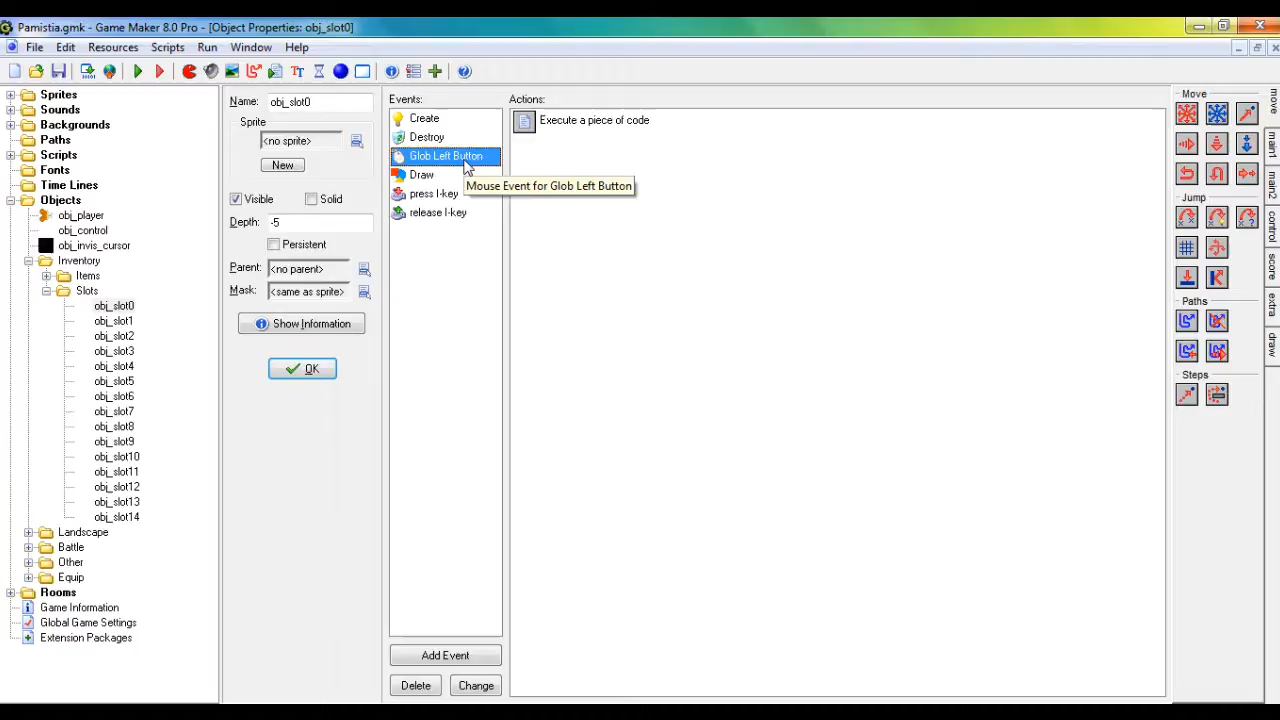 Pamistia.gmk - Game Maker 8.0 Pro - [Object Properties: obj_slot0]
File Edit Resources Scripts Run Window Help
Sprites
Sounds
Backgrounds
Paths
Scripts
Fonts
Time Lines
Objects
obj_player
obj_control
obj_invis_cursor
Inventory
Items
Slots
obj_slot0
obj_slot1
obj_slot2
obj_slot3
obj_slot4
obj_slot5
obj_slot6
obj_slot7
obj_slot8
obj_slot9
obj_slot10
obj_slot11
obj_slot12
obj_slot13
obj_slot14
Landscape
Battle
Other
Equip
Rooms
Game Information
Global Game Settings
Extension Packages
Name: obj_slot0
Sprite
<no sprite>
New
Visible Solid
Depth: -5
Persistent
Parent: <no parent>
Mask: <same as sprite>
Show Information
OK
Events:
Create
Destroy
Glob Left Button
Draw
press I-key
release I-key
Mouse Event for Glob Left Button
Add Event
Delete Change
Actions:
Execute a piece of code
Move
Jump
Paths
Steps
move
main1
main2
control
score
extra
draw